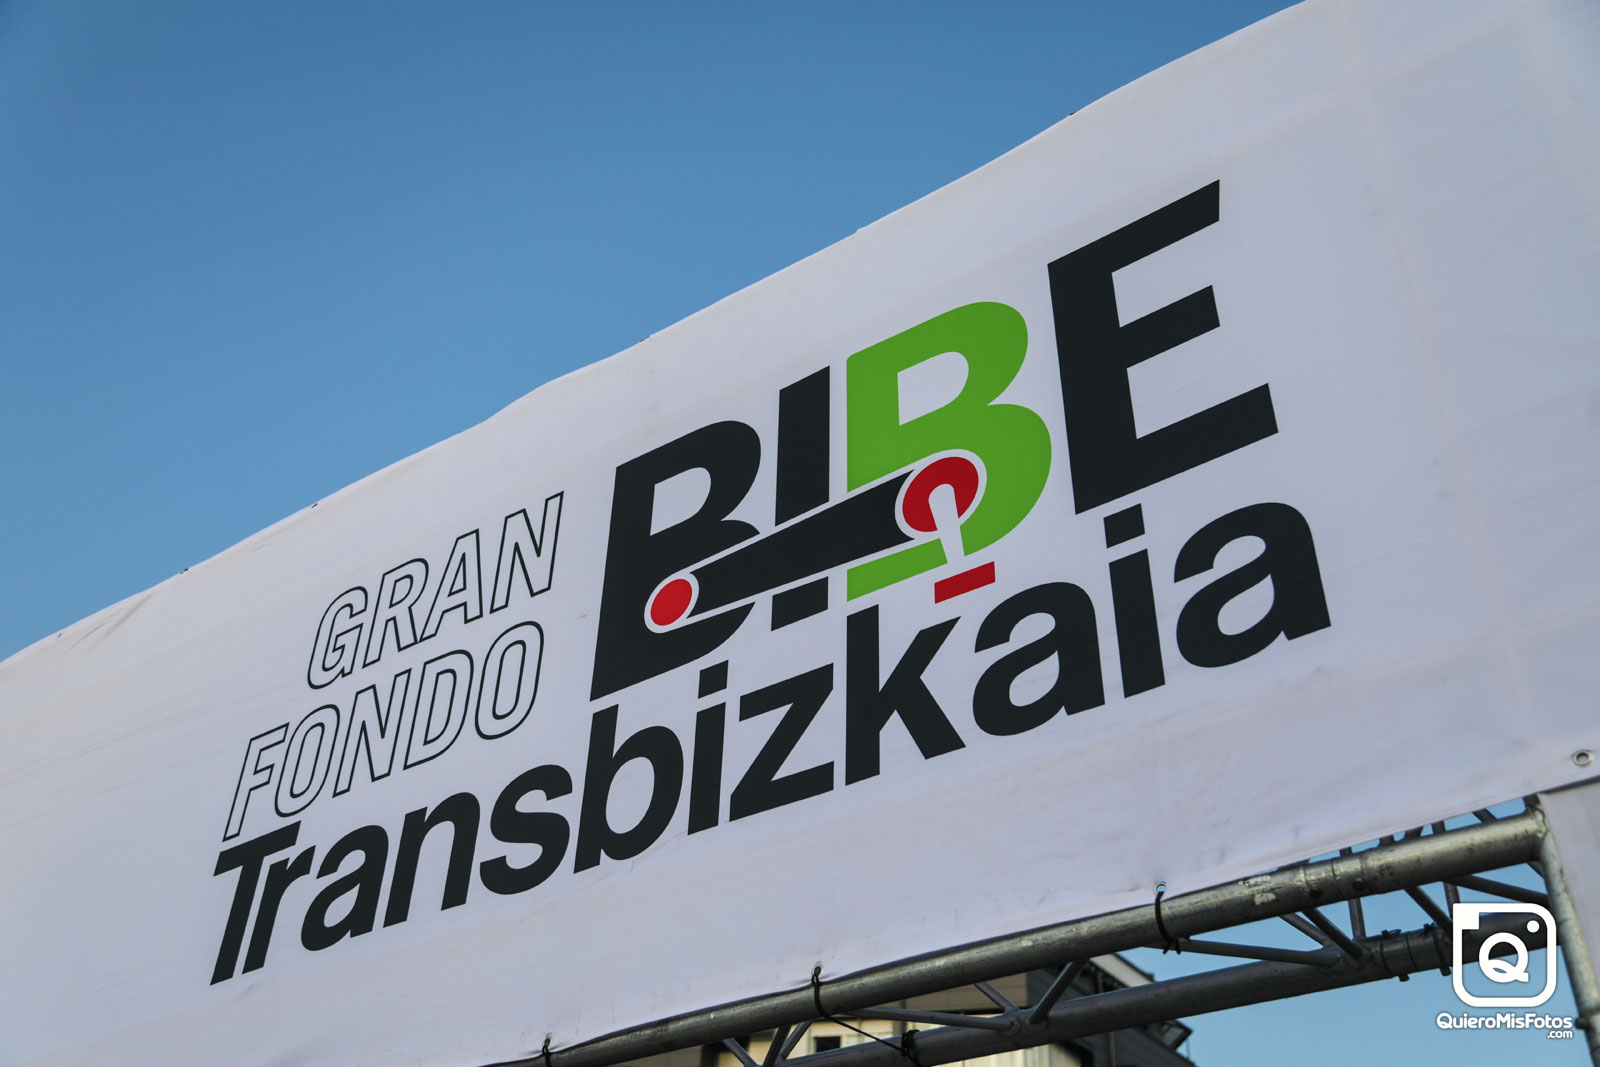 GRAN
FONDO
BIBE
Transbizkaia
Q
QuieroMisFotos
.com